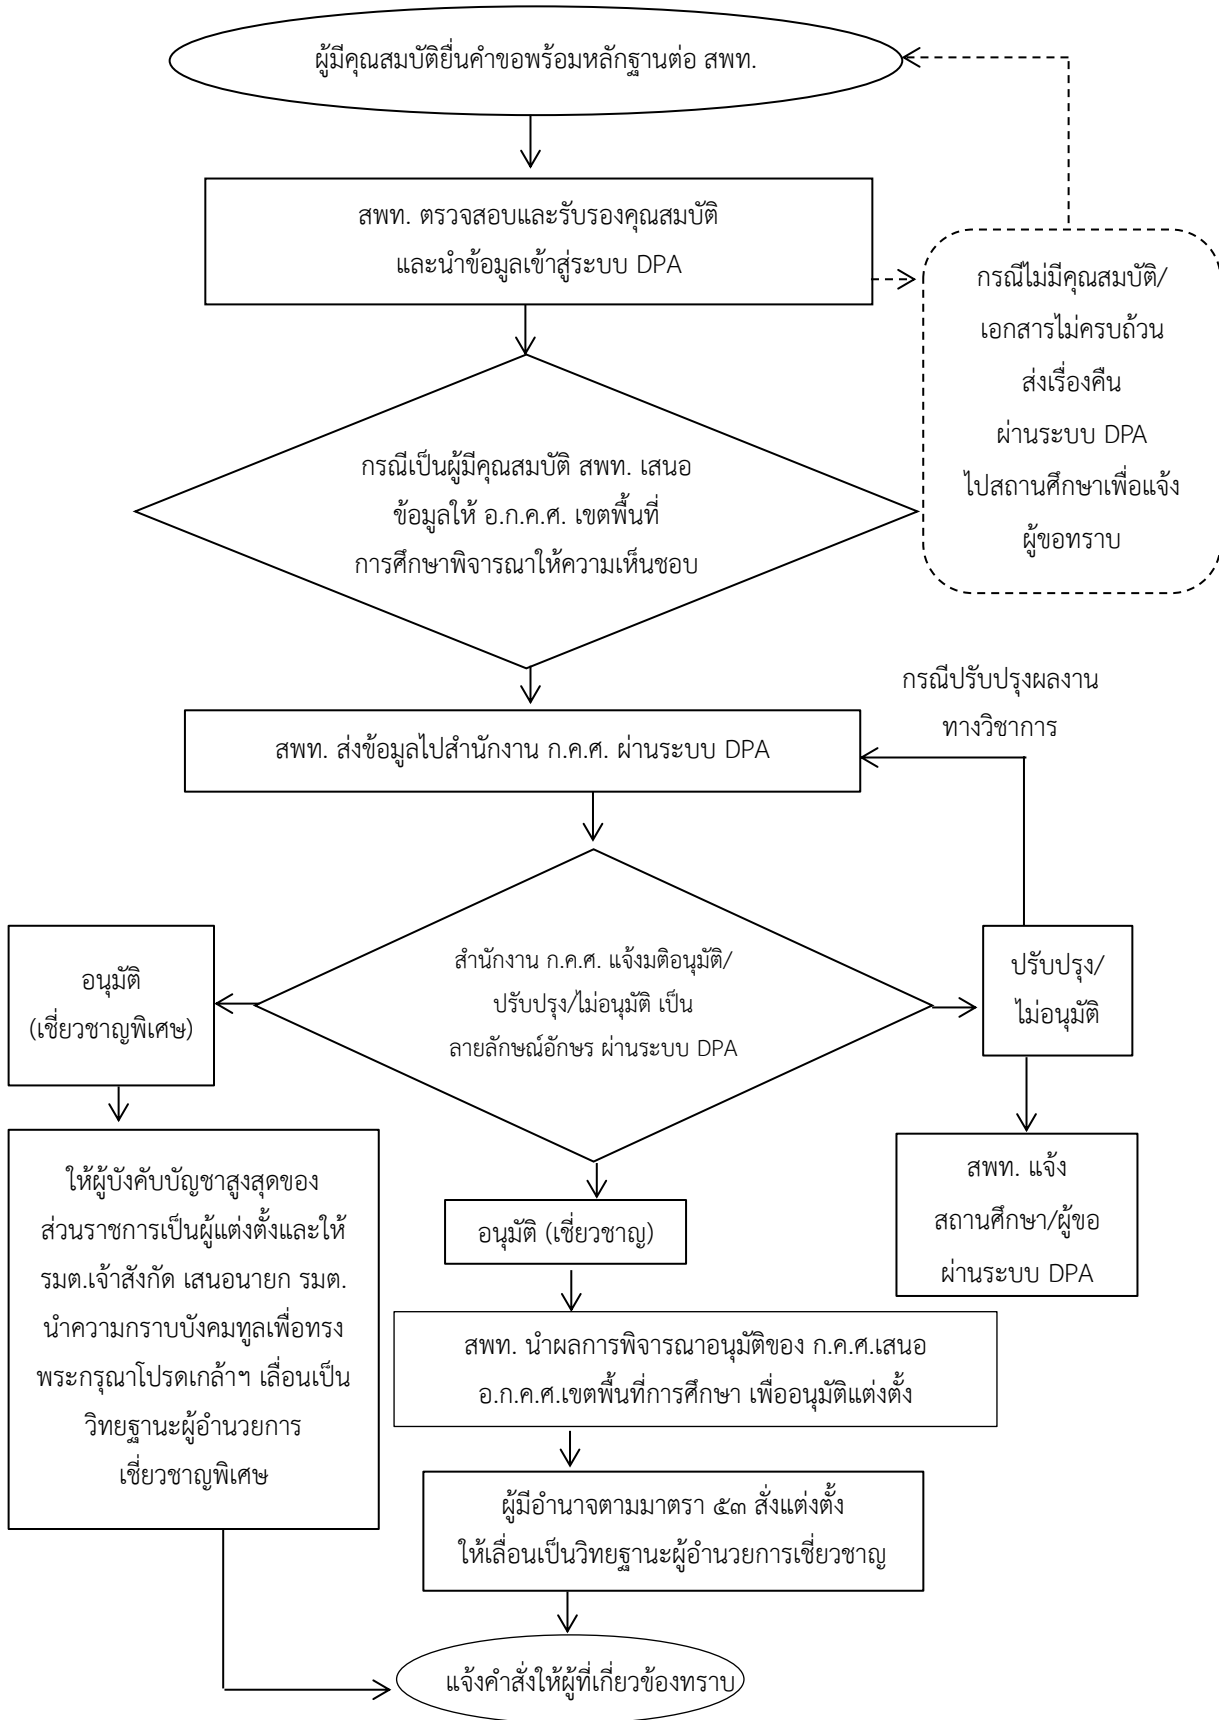 ผู้มีคุณสมบัติยื่นคำขอพร้อมหลักฐานต่อ สพท.
สพท. ตรวจสอบและรับรองคุณสมบัติ
และนำข้อมูลเข้าสู่ระบบ DPA
กรณีไม่มีคุณสมบัติ/
เอกสารไม่ครบถ้วน
ส่งเรื่องคืน
ผ่านระบบ DPA
ไปสถานศึกษาเพื่อแจ้ง
ผู้ขอทราบ
กรณีเป็นผู้มีคุณสมบัติ สพท. เสนอ
ข้อมูลให้ อ.ก.ค.ศ. เขตพื้นที่
การศึกษาพิจารณาให้ความเห็นชอบ
กรณีปรับปรุงผลงาน
ทางวิชาการ
สพท. ส่งข้อมูลไปสำนักงาน ก.ค.ศ. ผ่านระบบ DPA
สำนักงาน ก.ค.ศ. แจ้งมติอนุมัติ/
ปรับปรุง/ไม่อนุมัติ เป็น
ลายลักษณ์อักษร ผ่านระบบ DPA
อนุมัติ
(เชี่ยวชาญพิเศษ)
ปรับปรุง/
ไม่อนุมัติ
ให้ผู้บังคับบัญชาสูงสุดของ
ส่วนราชการเป็นผู้แต่งตั้งและให้
รมต.เจ้าสังกัด เสนอนายก รมต.
นำความกราบบังคมทูลเพื่อทรง
พระกรุณาโปรดเกล้าฯ เลื่อนเป็น
วิทยฐานะผู้อำนวยการ
เชี่ยวชาญพิเศษ
อนุมัติ (เชี่ยวชาญ)
สพท. แจ้ง
สถานศึกษา/ผู้ขอ
ผ่านระบบ DPA
สพท. นำผลการพิจารณาอนุมัติของ ก.ค.ศ.เสนอ
อ.ก.ค.ศ.เขตพื้นที่การศึกษา เพื่ออนุมัติแต่งตั้ง
ผู้มีอำนาจตามมาตรา ๕๓ สั่งแต่งตั้ง
ให้เลื่อนเป็นวิทยฐานะผู้อำนวยการเชี่ยวชาญ
แจ้งคำสั่งให้ผู้ที่เกี่ยวข้องทราบ